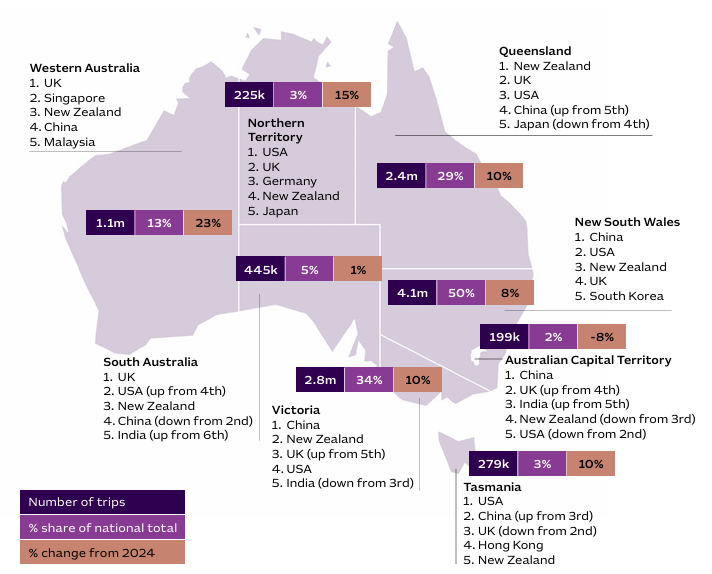 Western Australia
1. UK
2. Singapore
3. New Zealand
4. China
5. Malaysia
225k 3% 15%
Northern
Territory
1. USA
2. UK
3. Germany
4. New Zealand
5. Japan
Queensland
1. New Zealand
2. UK
3. USA
4. China (up from 5th)
5. Japan (down from 4th)
2.4m 29% 10%
1.1m 13% 23%
New South Wales
1. China
2. USA
3. New Zealand
4. UK
5. South Korea
445k 5% 1%
4.1m 50% 8%
199k 2% -8%
Australian Capital Territory
1. China
2. UK (up from 4th)
3. India (up from 5th)
4. New Zealand (down from 3rd)
5. USA (down from 2nd)
South Australia
1. UK
2. USA (up from 4th)
3. New Zealand
4. China (down from 2nd)
5. India (up from 6th)
2.8m 34% 10%
Victoria
1. China
2. New Zealand
3. UK (up from 5th)
4. USA
5. India (down from 3rd)
279k 3% 10%
Tasmania
1. USA
2. China (up from 3rd)
3. UK (down from 2nd)
4. Hong Kong
5. New Zealand
Number of trips
% share of national total
% change from 2024